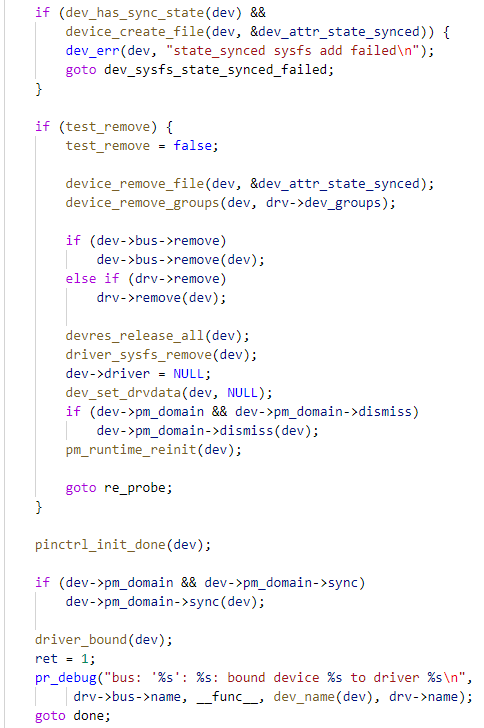 if (dev_has_sync_state(dev) &&
device_create_file(dev, &dev_attr_state_synced)) {
dev_err(dev, "state_synced sysfs add failed\n");
goto dev_sysfs_state_synced_failed;
}
if (test_remove) {
test_remove = false;
device_remove_file(dev, &dev_attr_state_synced);
device_remove_groups(dev, drv->dev_groups);
if (dev->bus->remove)
dev->bus->remove(dev);
else if (drv->remove)
drv->remove(dev);
devres_release_all(dev);
driver_sysfs_remove(dev);
dev->driver = NULL;
dev_set_drvdata(dev, NULL);
if (dev->pm_domain && dev->pm_domain->dismiss)
dev->pm_domain->dismiss(dev);
pm_runtime_reinit(dev);
goto re_probe;
}
pinctrl_init_done(dev);
if (dev->pm_domain && dev->pm_domain->sync)
dev->pm_domain->sync(dev);
driver_bound(dev);
ret = 1;
pr_debug("bus: '%s': %s: bound device %s to driver %s\n",
drv->bus->name, __func__, dev_name(dev), drv->name);
goto done;